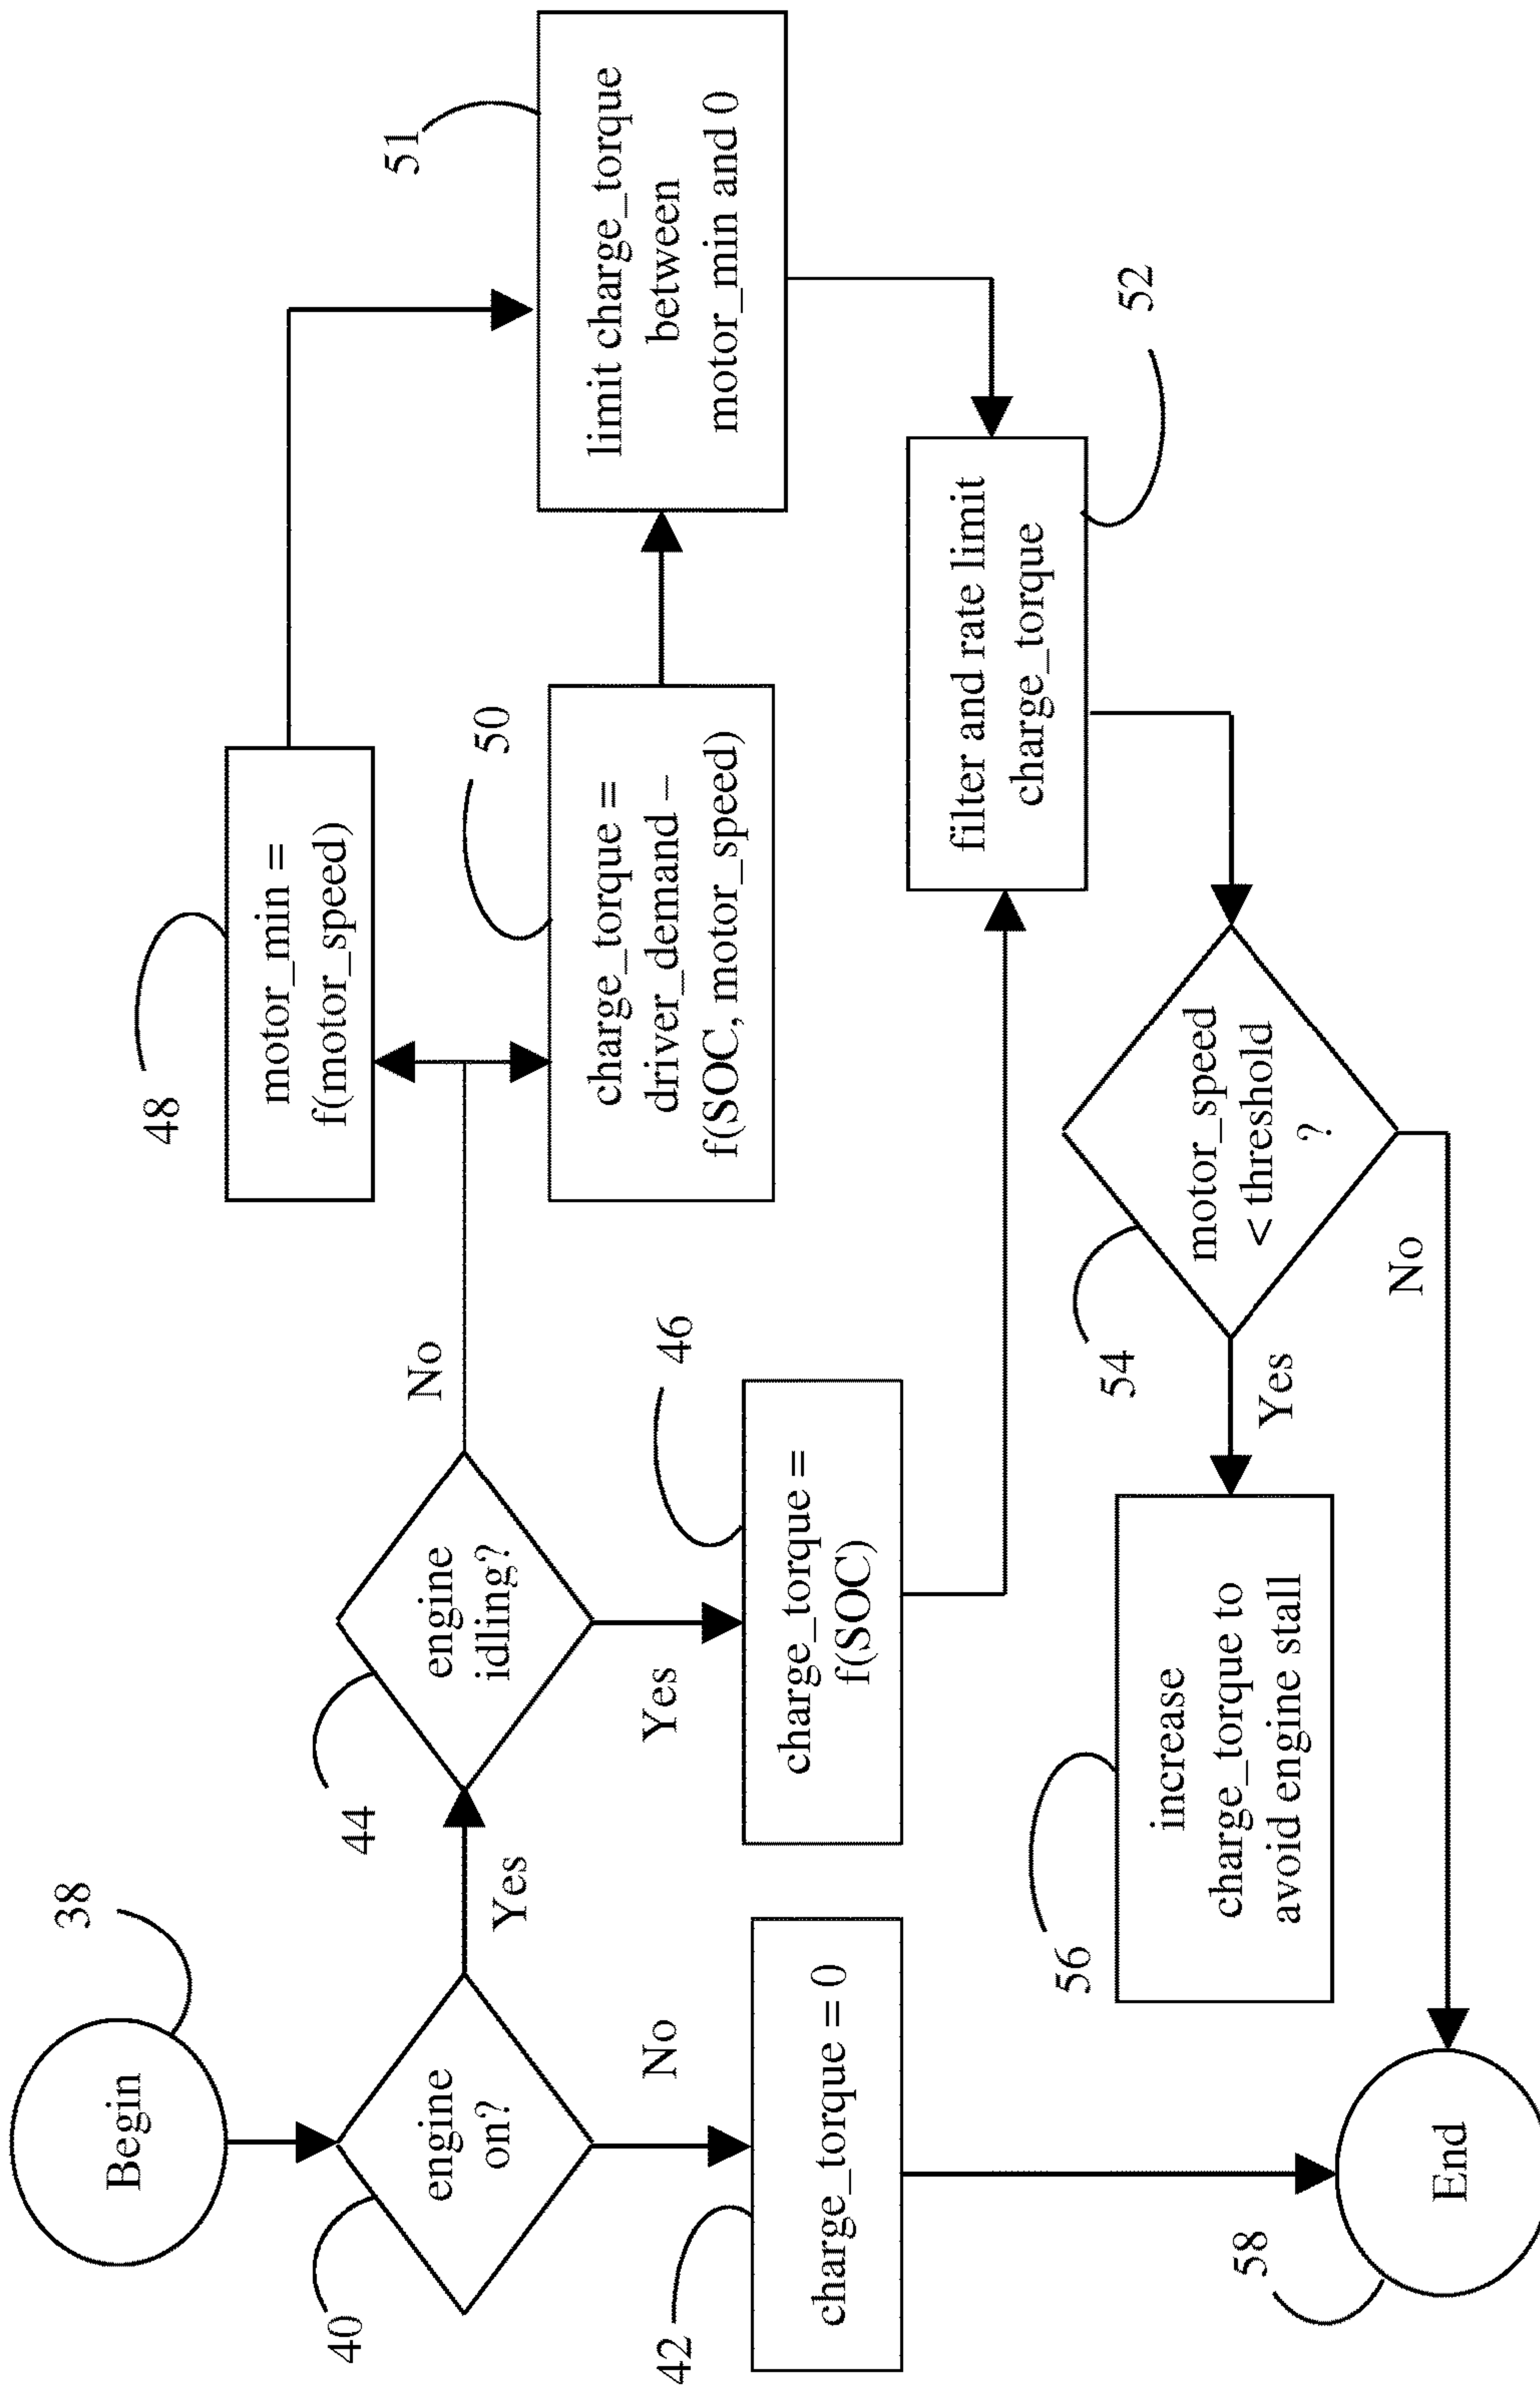 Begin
38
engine
on?
40
Yes
No
charge_torque = 0
42
engine
idling?
44
No
Yes
charge_torque =
f(SOC)
46
motor_min =
f(motor_speed)
48
charge_torque =
driver_demand –
f(SOC, motor_speed)
50
limit charge_torque
between
motor_min and 0
51
filter and rate limit
charge_torque
52
motor_speed
< threshold
?
54
Yes
No
increase
charge_torque to
avoid engine stall
56
End
58